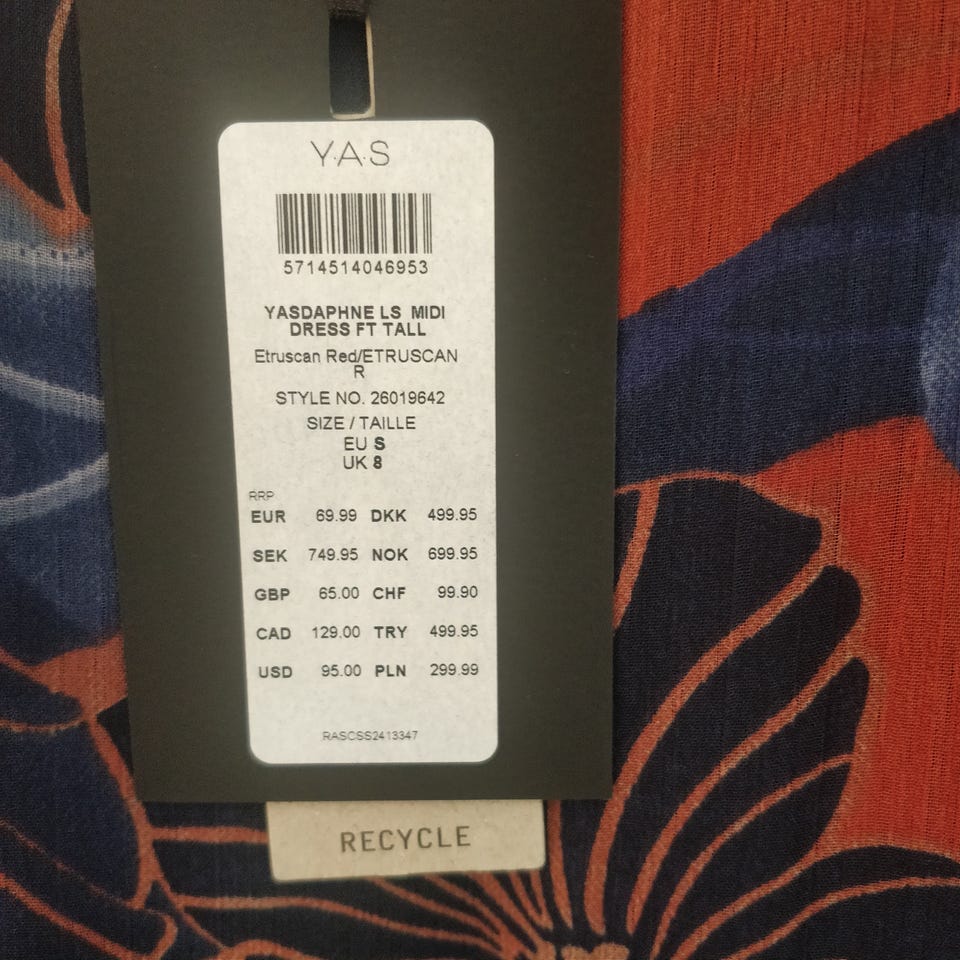 Y.A.S
5714514046953
YASDAPHNE LS MIDI
DRESS FT TALL
Etruscan Red/ETRUSCAN
R
STYLE NO. 26019642
SIZE / TAILLE
EU S
UK 8
RRP
EUR 69.99 DKK 499.95
SEK 749.95 NOK 699.95
GBP 65.00 CHF 99.90
CAD 129.00 TRY 499.95
USD 95.00 PLN 299.99
RASCSS2413347
RECYCLE